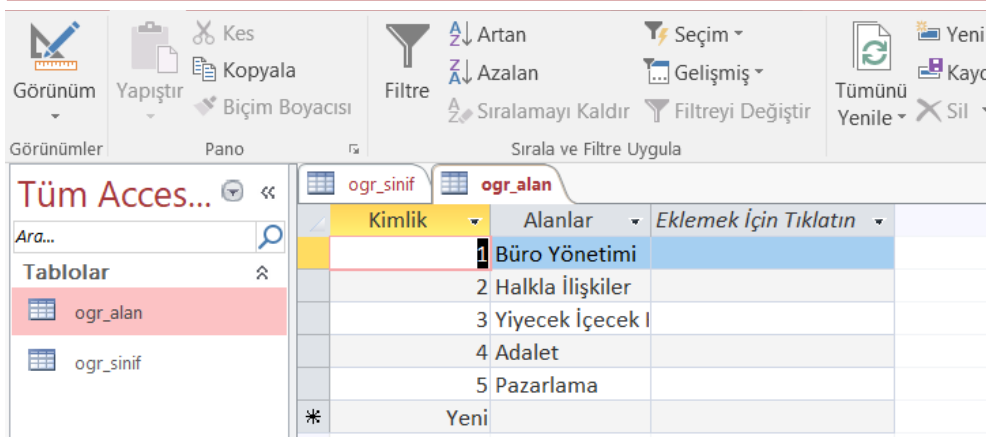 Görünüm
Görünümler
Yapıştır
Kes
Kopyala
Biçim Boyacısı
Pano
Filtre
Artan
Azalan
Sıralamayı Kaldır
Seçim
Gelişmiş
Filtreyi Değiştir
Sırala ve Filtre Uygula
Tümünü
Yenile
Yeni
Sil
Tüm Acces...
Ara...
Tablolar
ogr_alan
ogr_sinif
ogr_sinif ogr_alan
Kimlik Alanlar Eklemek İçin Tıklatın
1 Büro Yönetimi
2 Halkla İlişkiler
3 Yiyecek İçecek
4 Adalet
5 Pazarlama
Yeni